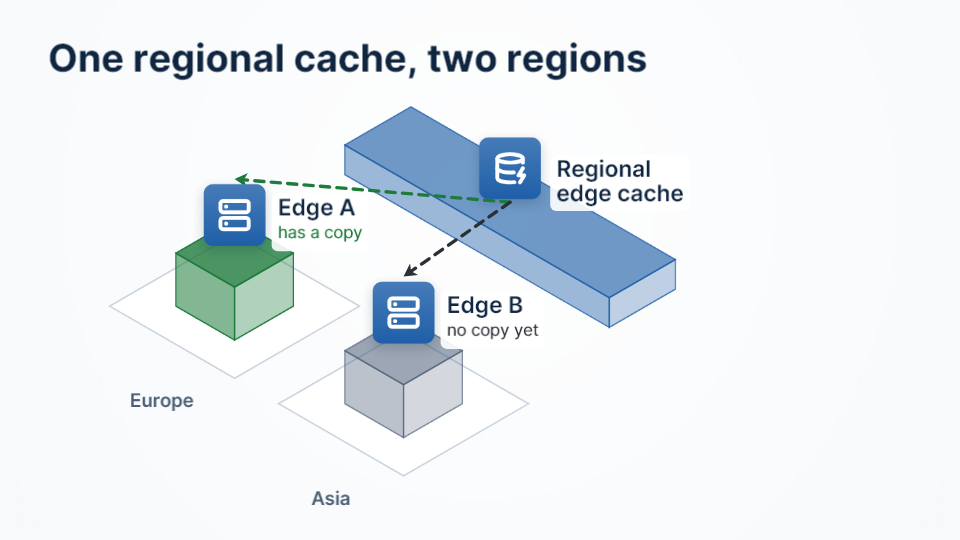 One regional cache, two regions
Regional
edge cache
Edge A
has a copy
Edge B
no copy yet
Europe
Asia